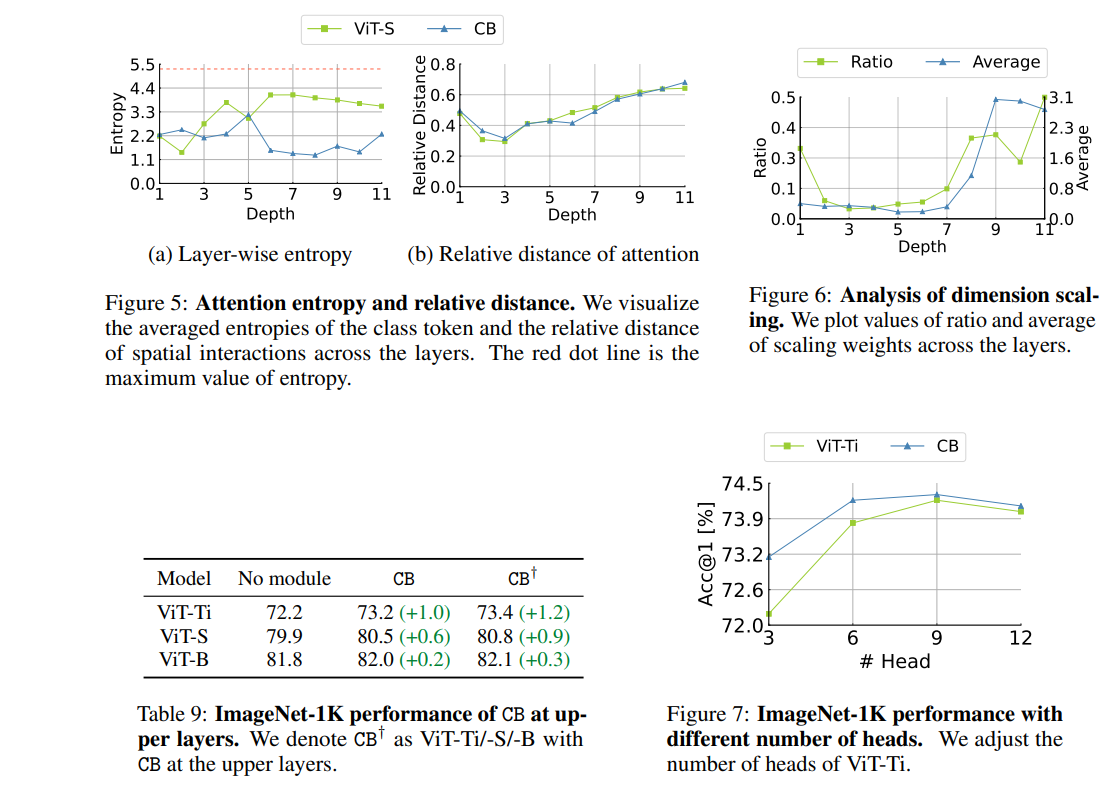 ViT-S CB
5.5
4.4
3.3
2.2
1.1
0.0
Entropy
1 3 5 7 9 11
Depth
(a) Layer-wise entropy
0.8
0.6
0.4
0.2
0.0
Relative Distance
1 3 5 7 9 11
Depth
(b) Relative distance of attention
Figure 5: Attention entropy and relative distance. We visualize
the averaged entropies of the class token and the relative distance
of spatial interactions across the layers. The red dot line is the
maximum value of entropy.
Ratio Average
0.5
0.4
0.3
0.1
0.0
Ratio
3.1
2.3
1.6
0.8
0.0
Average
1 3 5 7 9 11
Depth
Figure 6: Analysis of dimension scal-
ing. We plot values of ratio and average
of scaling weights across the layers.
Model No module CB CB†
ViT-Ti 72.2 73.2 (+1.0) 73.4 (+1.2)
ViT-S 79.9 80.5 (+0.6) 80.8 (+0.9)
ViT-B 81.8 82.0 (+0.2) 82.1 (+0.3)
Table 9: ImageNet-1K performance of CB at up-
per layers. We denote CB† as ViT-Ti/-S/-B with
CB at the upper layers.
ViT-Ti CB
74.5
73.9
73.2
72.6
72.0
Acc@1 [%]
3 6 9 12
# Head
Figure 7: ImageNet-1K performance with
different number of heads. We adjust the
number of heads of ViT-Ti.